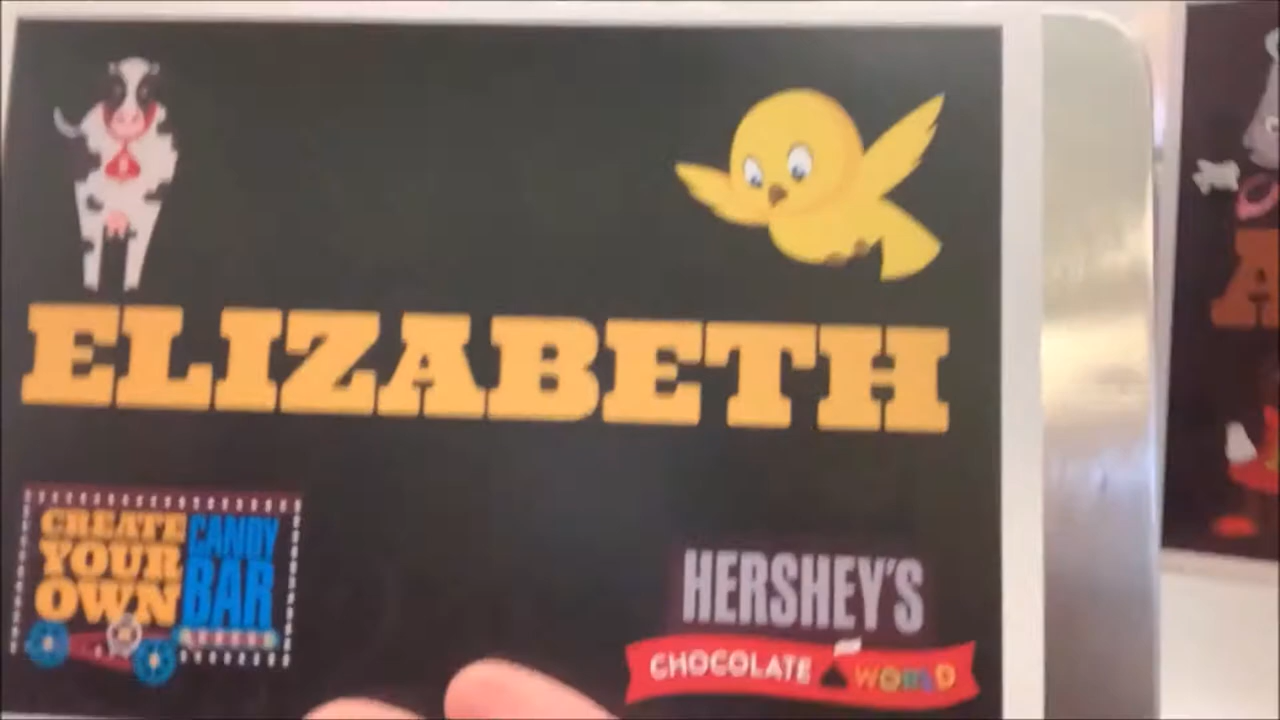 ELIZABETH
CREATE
YOUR
OWN
CANDY
BAR
HERSHEY'S
CHOCOLATE WORLD
A